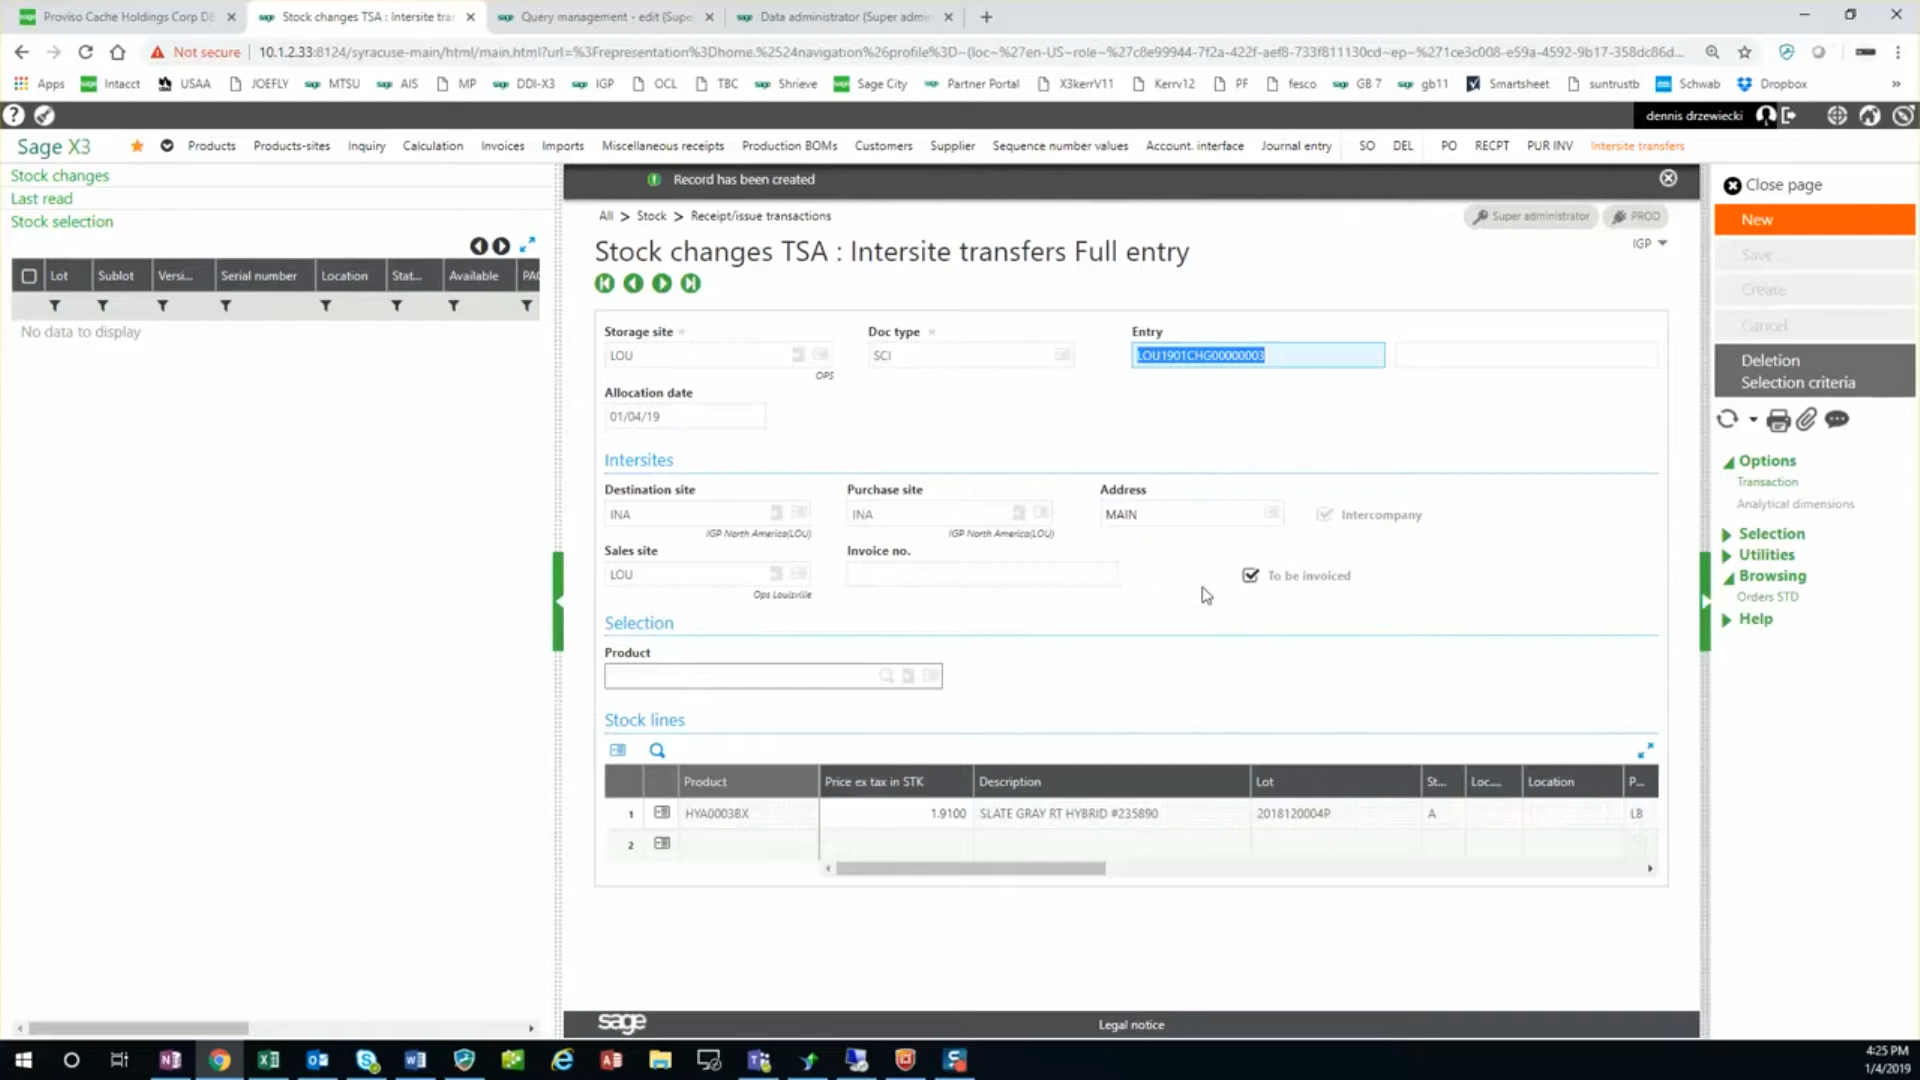 Proviso Cache Holdings Corp DB
Stock changes TSA : Intersite tra
Query management - edit (Supe
Data administrator (Super admin
Not secure
10.1.2.33:8124/syracuse-main/html/main.html?url=%3Frepresentation%3Dhome.%2524navigation%26profile%3D~(loc~%27en-US~role~%27c8e99944-7f2a-422f-aef8-733f811130cd~ep~%271ce3c008-e59a-4592-9b17-358dc86d...
Apps
Intacct
USAA
JOEFLY
MTSU
AIS
MP
DDI-X3
IGP
OCL
TBC
Shrieve
Sage City
Partner Portal
X3kerrV11
Kerrv12
PF
fesco
GB 7
gb11
Smartsheet
suntrustb
Schwab
Dropbox
dennis drzewiecki
Sage X3
Products
Products-sites
Inquiry
Calculation
Invoices
Imports
Miscellaneous receipts
Production BOMs
Customers
Supplier
Sequence number values
Account. interface
Journal entry
SO
DEL
PO
RECPT
PUR INV
Intersite transfers
Stock changes
Last read
Stock selection
Lot
Sublot
Versi...
Serial number
Location
Stat...
Available
PAC
No data to display
Record has been created
All > Stock > Receipt/issue transactions
Super administrator
PROD
Stock changes TSA : Intersite transfers Full entry
IGP
Storage site
Doc type
Entry
LOU
SCI
LOU1901CHG00000003
OPS
Allocation date
01/04/19
Intersites
Destination site
Purchase site
Address
INA
INA
MAIN
Intercompany
IGP North America(LOU)
IGP North America(LOU)
Sales site
Invoice no.
LOU
To be invoiced
Ops Louisville
Selection
Product
Stock lines
Product
Price ex tax in STK
Description
Lot
St...
Loc....
Location
P...
1
HYA0003BX
1.9100
SLATE GRAY RT HYBRID #235890
2018120004P
A
LB
2
sage
Legal notice
Close page
New
Save
Create
Cancel
Deletion
Selection criteria
Options
Transaction
Analytical dimensions
Selection
Utilities
Browsing
Orders STD
Help
4:25 PM
1/4/2019